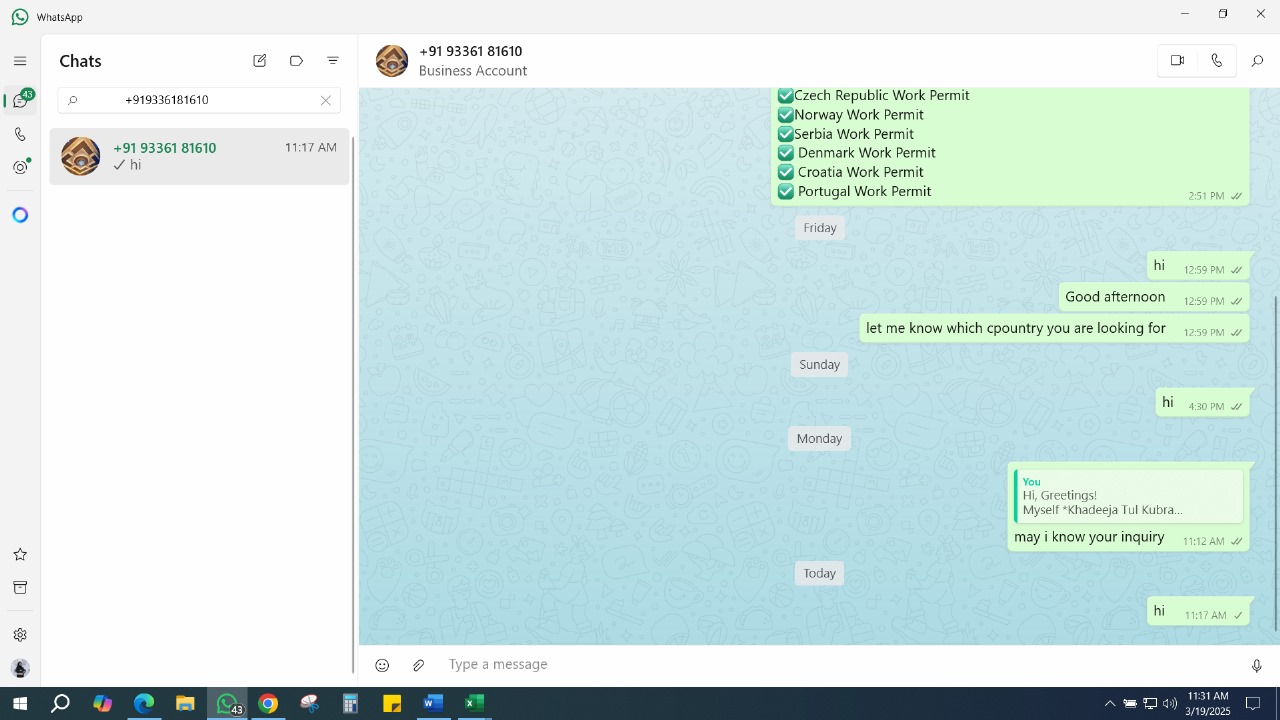 WhatsApp
Chats
+919336181610
43
+91 93361 81610
11:17 AM
hi
+91 93361 81610
Business Account
Czech Republic Work Permit
Norway Work Permit
Serbia Work Permit
Denmark Work Permit
Croatia Work Permit
Portugal Work Permit
2:51 PM
Friday
hi 12:59 PM
Good afternoon 12:59 PM
let me know which cpountry you are looking for 12:59 PM
Sunday
hi 4:30 PM
Monday
You
Hi, Greetings!
Myself *Khadeeja Tul Kubra...
may i know your inquiry 11:12 AM
Today
hi 11:17 AM
Type a message
43
11:31 AM
3/19/2025